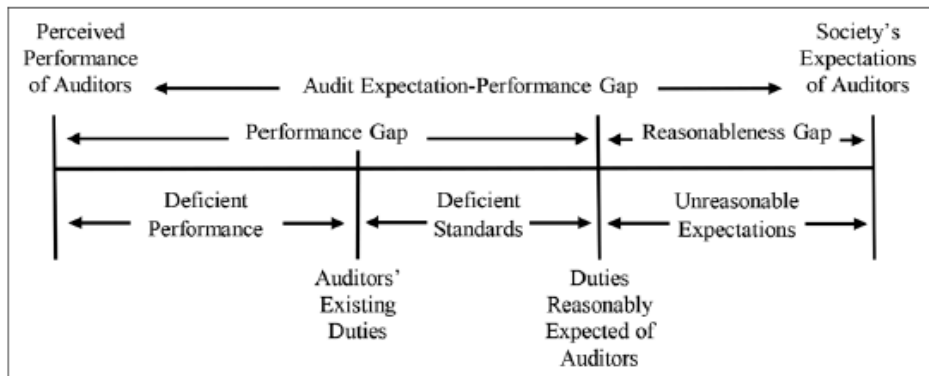 Perceived
Performance
of Auditors
Society's
Expectations
of Auditors
Audit Expectation-Performance Gap
Performance Gap
Reasonableness Gap
Deficient
Performance
Deficient
Standards
Unreasonable
Expectations
Auditors'
Existing
Duties
Duties
Reasonably
Expected of
Auditors